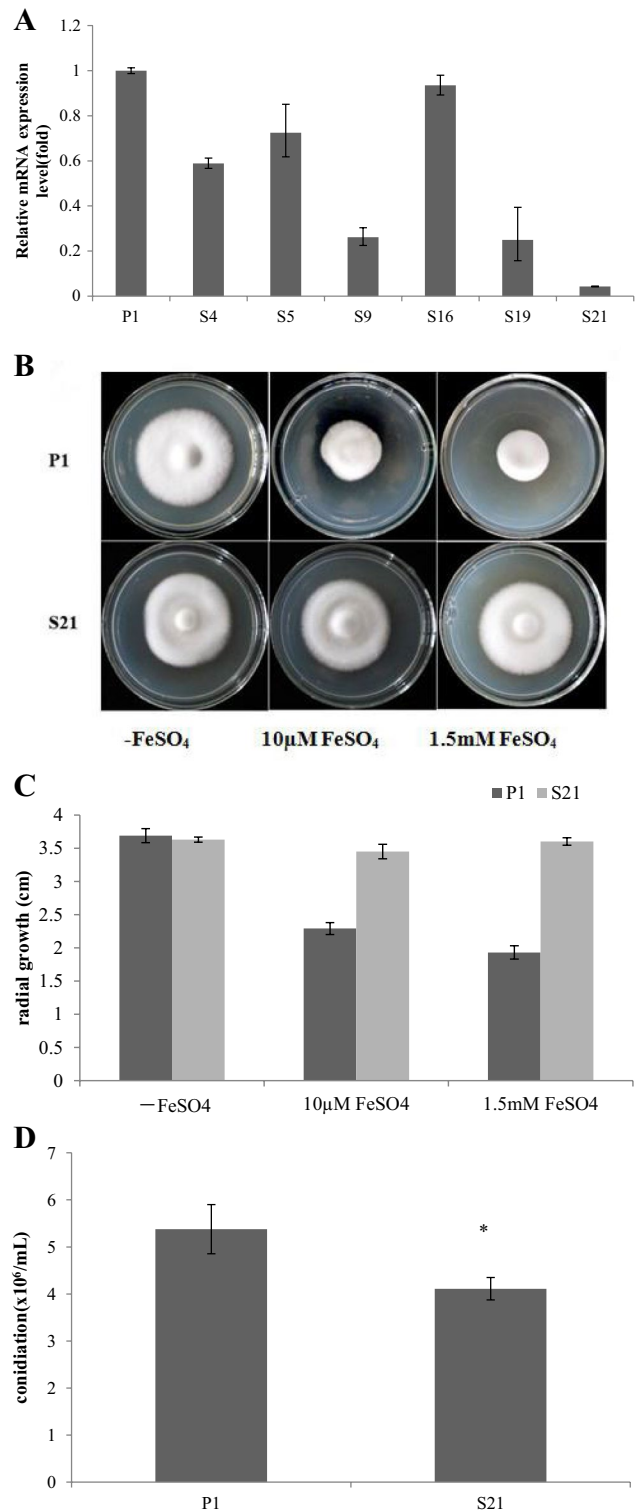 A
Relative mRNA expression
level(fold)
1.2
1
0.8
0.6
0.4
0.2
0
P1 S4 S5 S9 S16 S19 S21
B
P1
S21
-FeSO₄ 10μM FeSO₄ 1.5mM FeSO₄
C
P1 S21
radial growth (cm)
4
3.5
3
2.5
2
1.5
1
0.5
0
－FeSO4 10μM FeSO4 1.5mM FeSO4
D
conidiation(x10⁶/mL)
7
6
5
4
3
2
1
0
*
P1 S21